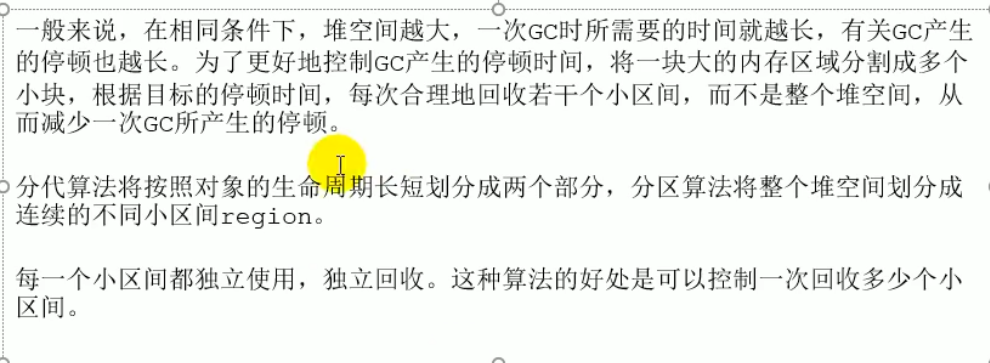 一般来说，在相同条件下，堆空间越大，一次GC时所需要的时间就越长，有关GC产生
的停顿也越长。为了更好地控制GC产生的停顿时间，将一块大的内存区域分割成多个
小块，根据目标的停顿时间，每次合理地回收若干个小区间，而不是整个堆空间，从
而减少一次GC所产生的停顿。
分代算法将按照对象的生命周期长短划分成两个部分，分区算法将整个堆空间划分成
连续的不同小区间region。
每一个小区间都独立使用，独立回收。这种算法的好处是可以控制一次回收多少个小
区间。